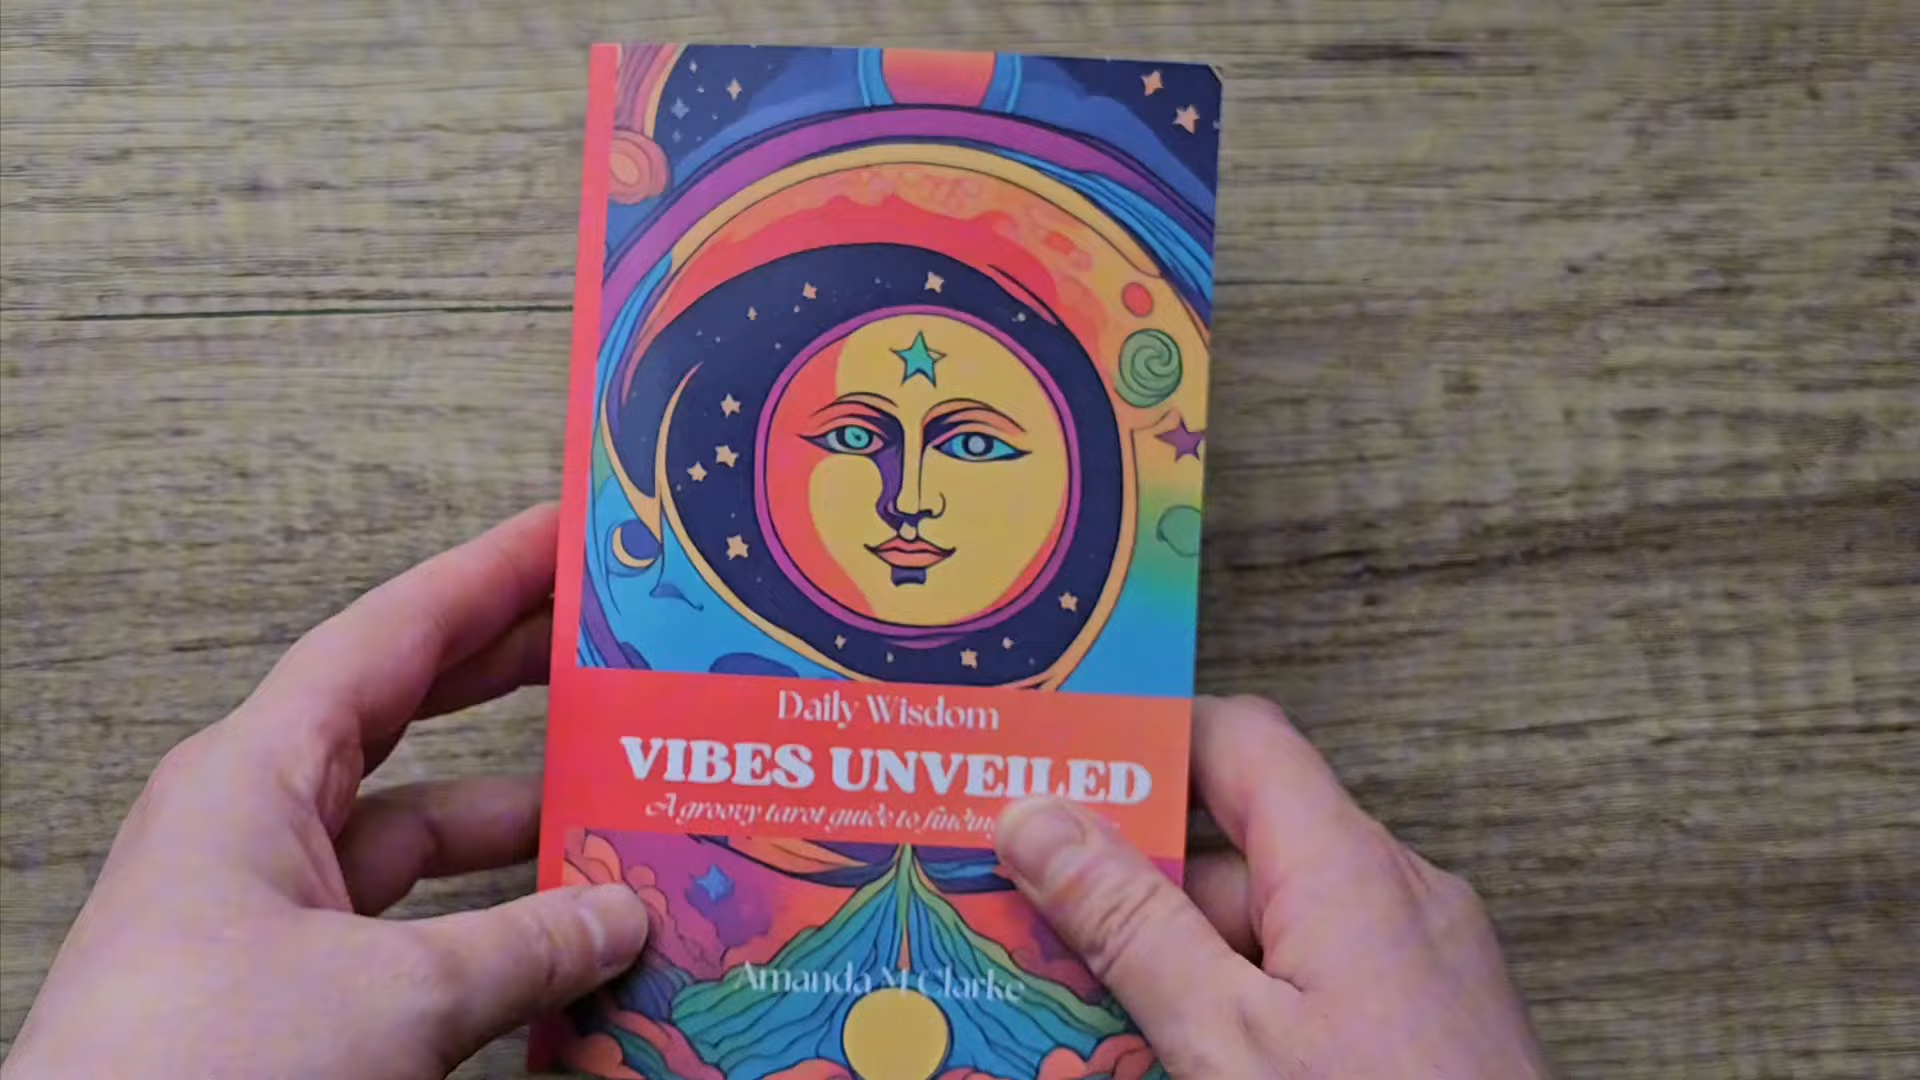 Daily Wisdom
VIBES UNVEILED
A groovy tarot guide to finding
Amanda M Clarke